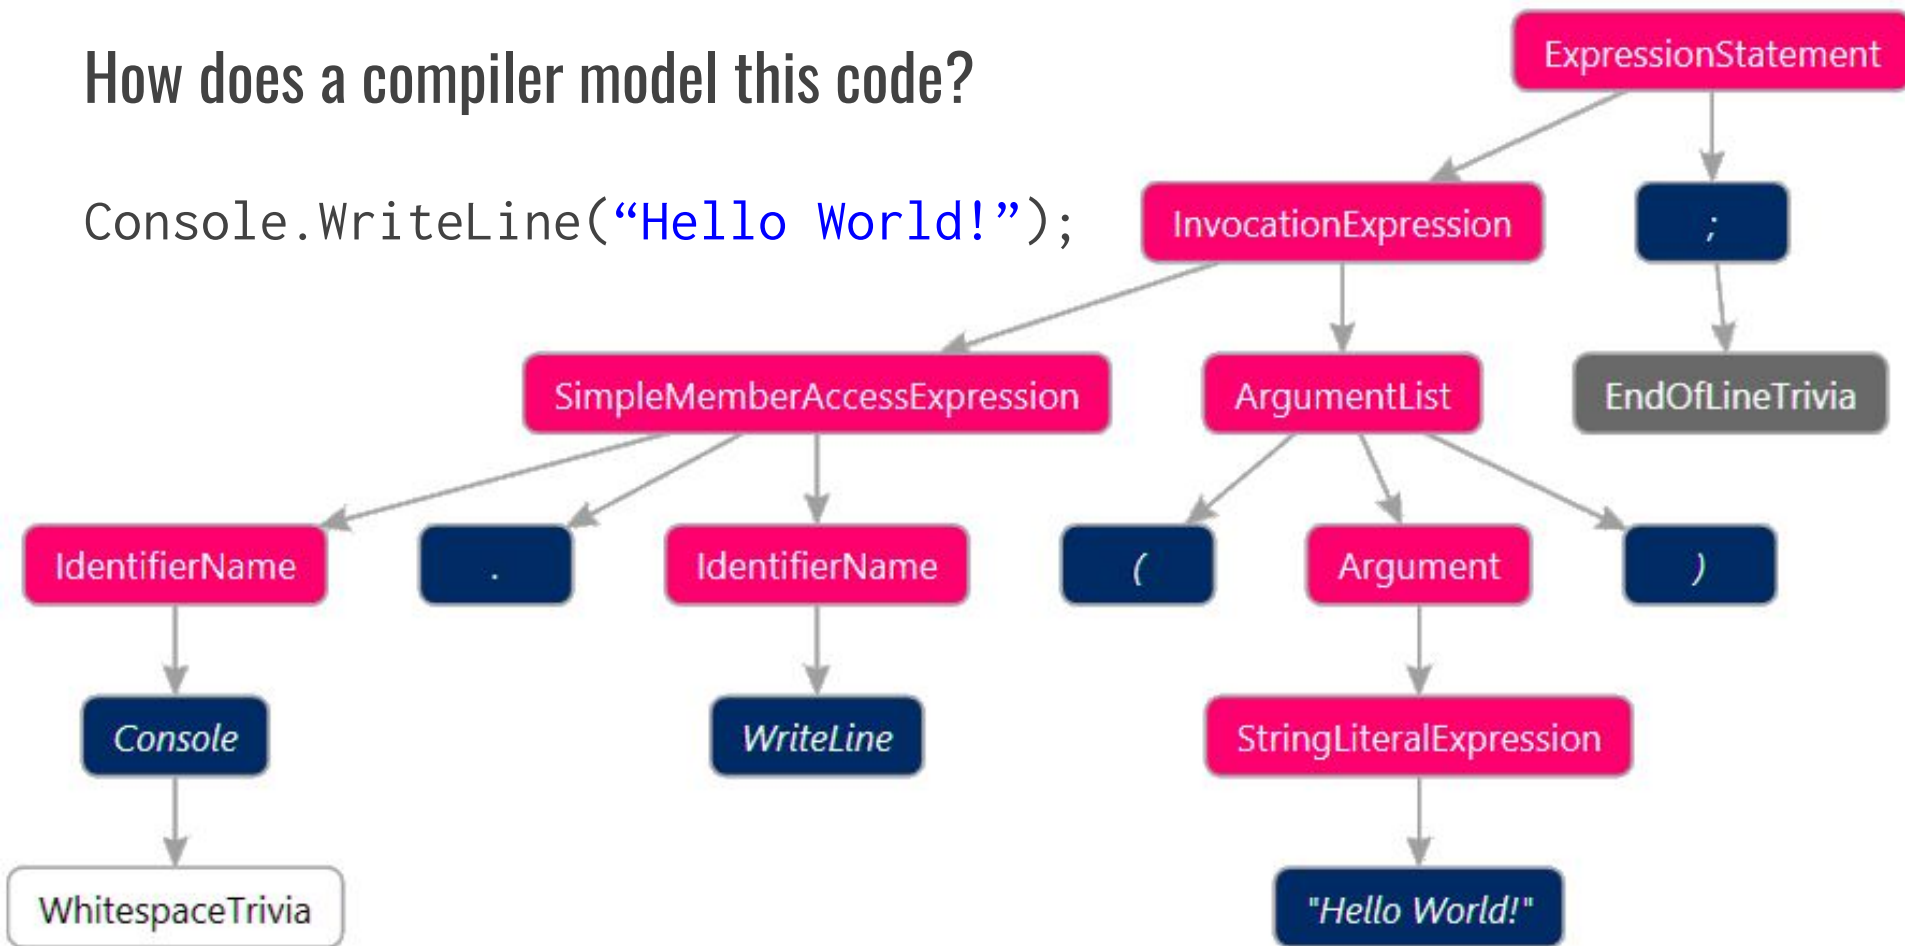 How does a compiler model this code?
Console.WriteLine(“Hello World!”);
ExpressionStatement
InvocationExpression
;
SimpleMemberAccessExpression
ArgumentList
EndOfLineTrivia
IdentifierName
.
IdentifierName
(
Argument
)
Console
WriteLine
StringLiteralExpression
WhitespaceTrivia
"Hello World!"